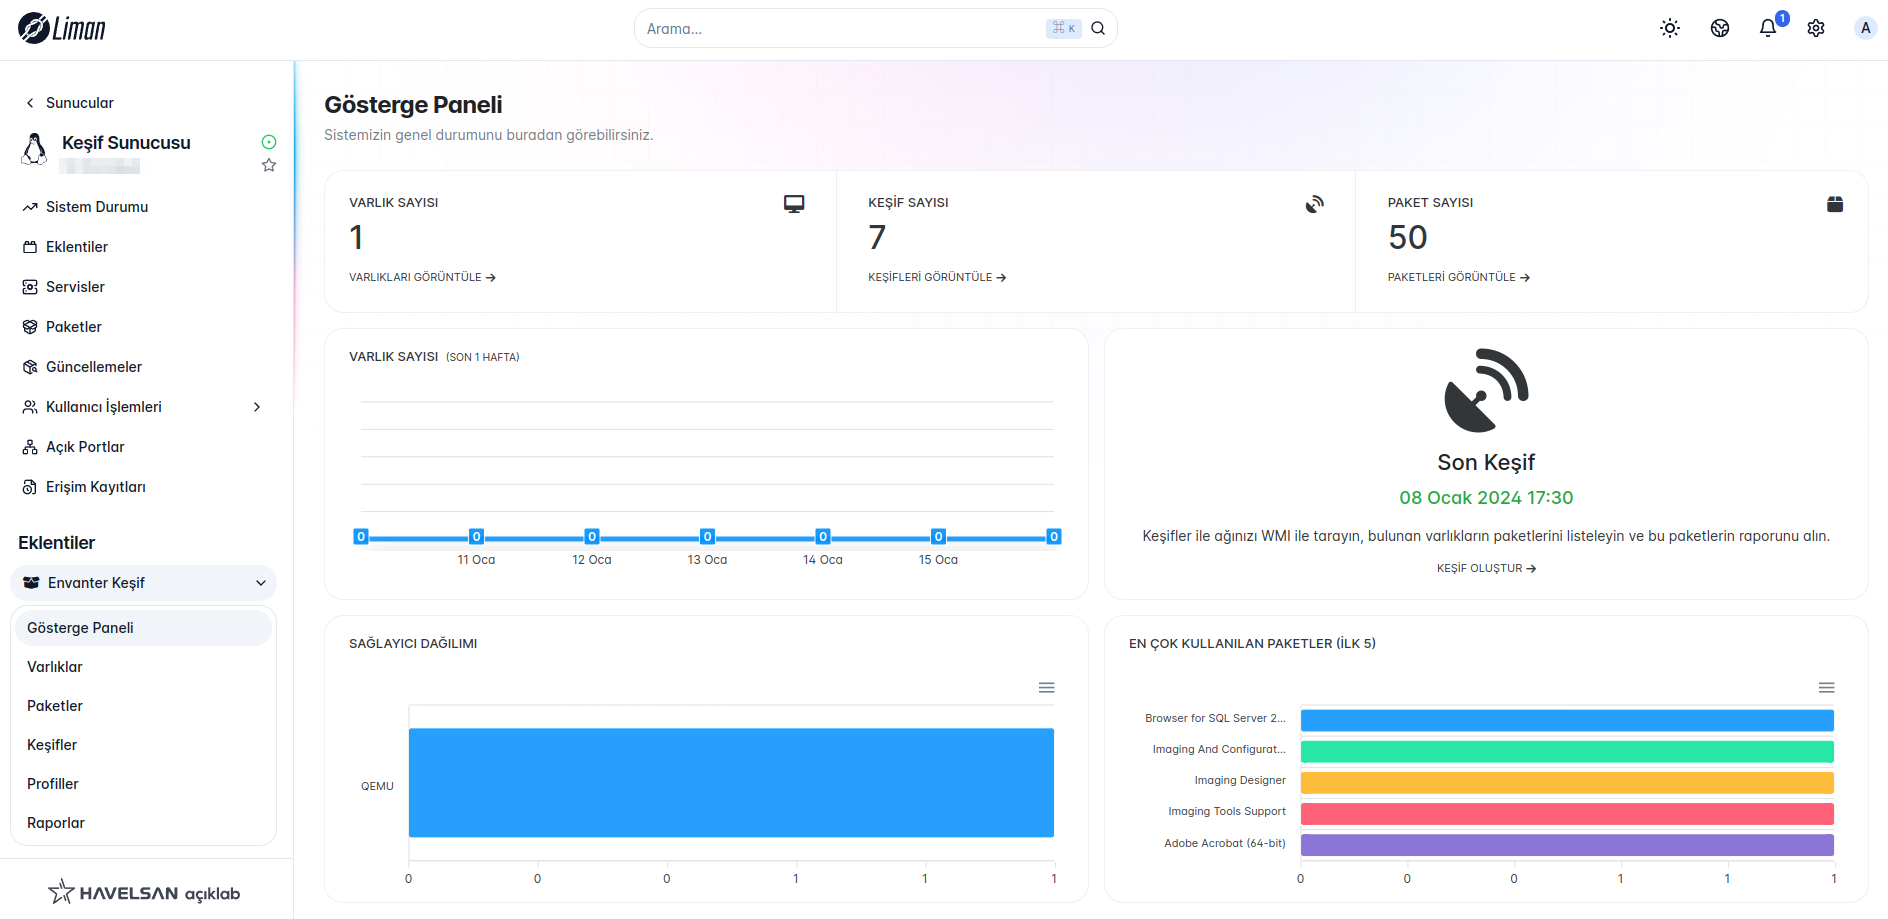 Liman
Arama...
⌘ K
1
A
Sunucular
Keşif Sunucusu
Sistem Durumu
Eklentiler
Servisler
Paketler
Güncellemeler
Kullanıcı İşlemleri
Açık Portlar
Erişim Kayıtları
Eklentiler
Envanter Keşif
Gösterge Paneli
Varlıklar
Paketler
Keşifler
Profiller
Raporlar
HAVELSAN açıklab
Gösterge Paneli
Sistemizin genel durumunu buradan görebilirsiniz.
VARLIK SAYISI
1
VARLIKLARI GÖRÜNTÜLE →
KEŞİF SAYISI
7
KEŞİFLERİ GÖRÜNTÜLE →
PAKET SAYISI
50
PAKETLERİ GÖRÜNTÜLE →
VARLIK SAYISI (SON 1 HAFTA)
0 0 0 0 0 0 0
11 Oca 12 Oca 13 Oca 14 Oca 15 Oca
Son Keşif
08 Ocak 2024 17:30
Keşifler ile ağınızı WMI ile tarayın, bulunan varlıkların paketlerini listeleyin ve bu paketlerin raporunu alın.
KEŞİF OLUŞTUR →
SAĞLAYICI DAĞILIMI
QEMU
0 0 0 1 1 1
EN ÇOK KULLANILAN PAKETLER (İLK 5)
Browser for SQL Server 2...
Imaging And Configurat...
Imaging Designer
Imaging Tools Support
Adobe Acrobat (64-bit)
0 0 0 1 1 1